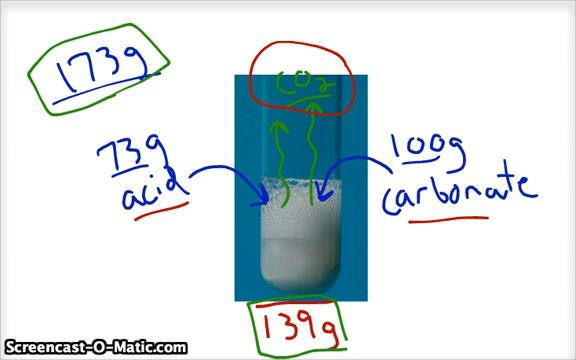 173g
CO2
73g
acid
100g
carbonate
139g
Screencast-O-Matic.com